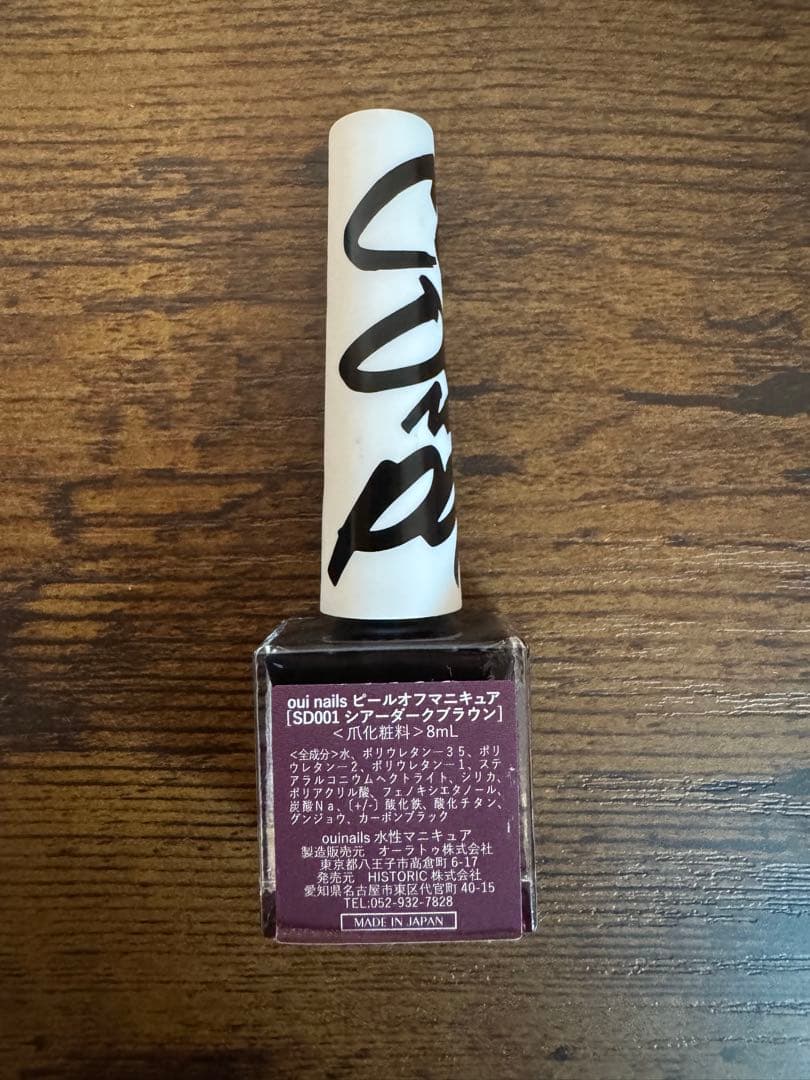 oui nails ピールオフマニキュア
[SD001 シアーダークブラウン]
<爪化粧料>8mL
<全成分>水、ポリウレタン-35、ポリ
ウレタン-2、ポリウレタン-1、ステ
アラルコニウムヘクトライト、シリカ、
ポリアクリル酸、フェノキシエタノール、
炭酸Na、[+/-] 酸化鉄、酸化チタン、
グンジョウ、カーボンブラック
ouinails 水性マニキュア
製造販売元 オーラトゥ株式会社
東京都八王子市高倉町 6-17
発売元 HISTORIC 株式会社
愛知県名古屋市東区代官町 40-15
TEL:052-932-7828
MADE IN JAPAN